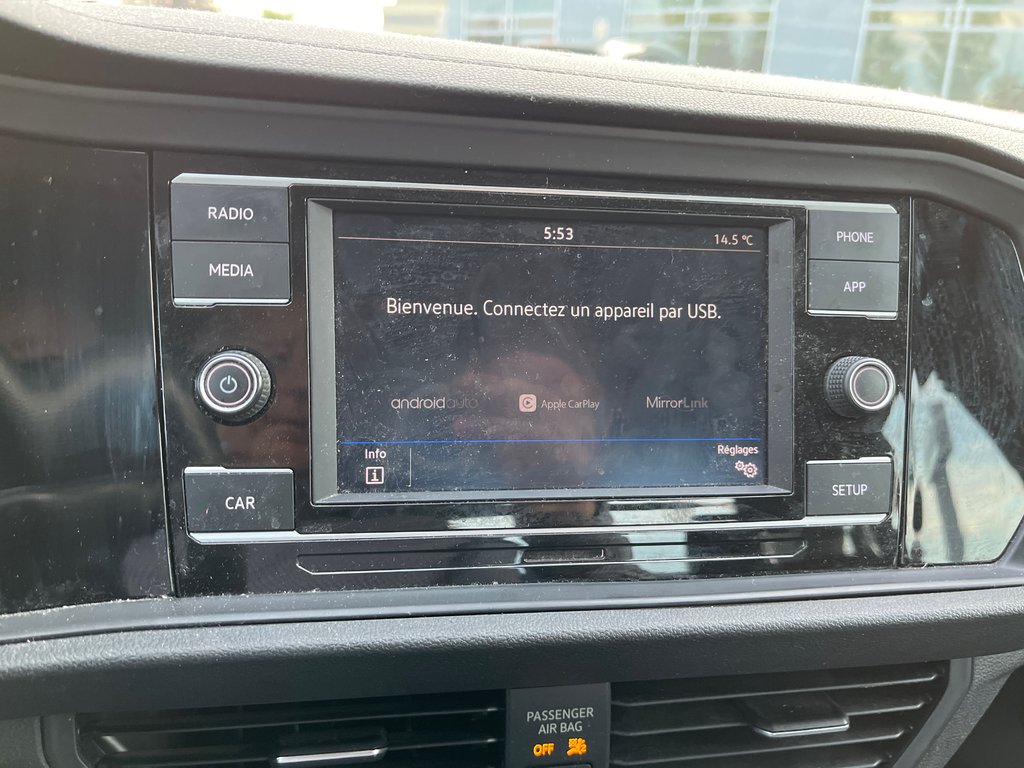 RADIO
MEDIA
5:53
14.5 °C
PHONE
APP
Bienvenue. Connectez un appareil par USB.
androidauto
Apple CarPlay
MirrorLink
Info
Réglages
CAR
SETUP
PASSENGER
AIR BAG
OFF